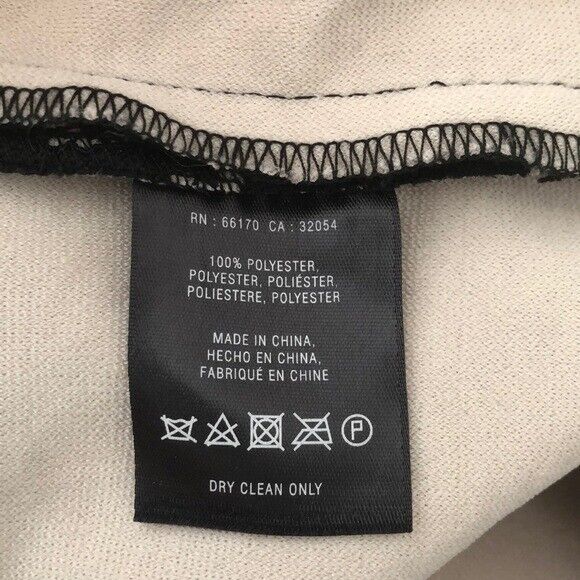 RN : 66170 CA : 32054
100% POLYESTER,
POLYESTER, POLIÉSTER,
POLIESTERE, POLYESTER
MADE IN CHINA,
HECHO EN CHINA,
FABRIQUÉ EN CHINE
P
DRY CLEAN ONLY